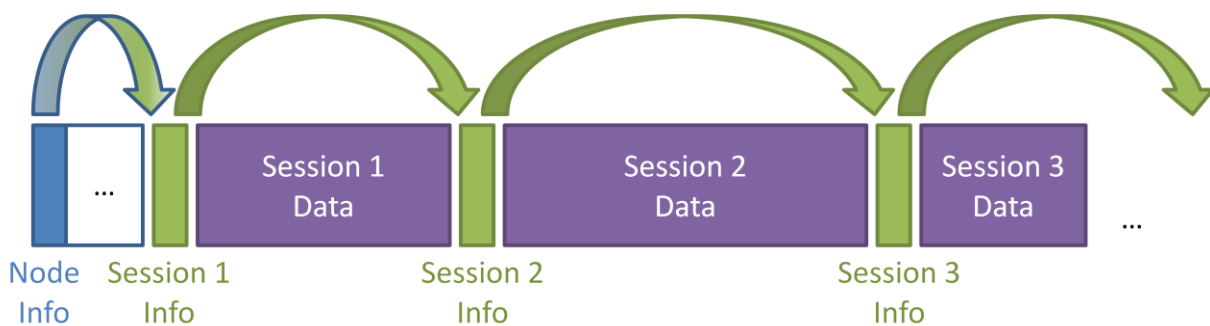 ...
Session 1
Data
Session 2
Data
Session 3
Data
...
Node
Info
Session 1
Info
Session 2
Info
Session 3
Info